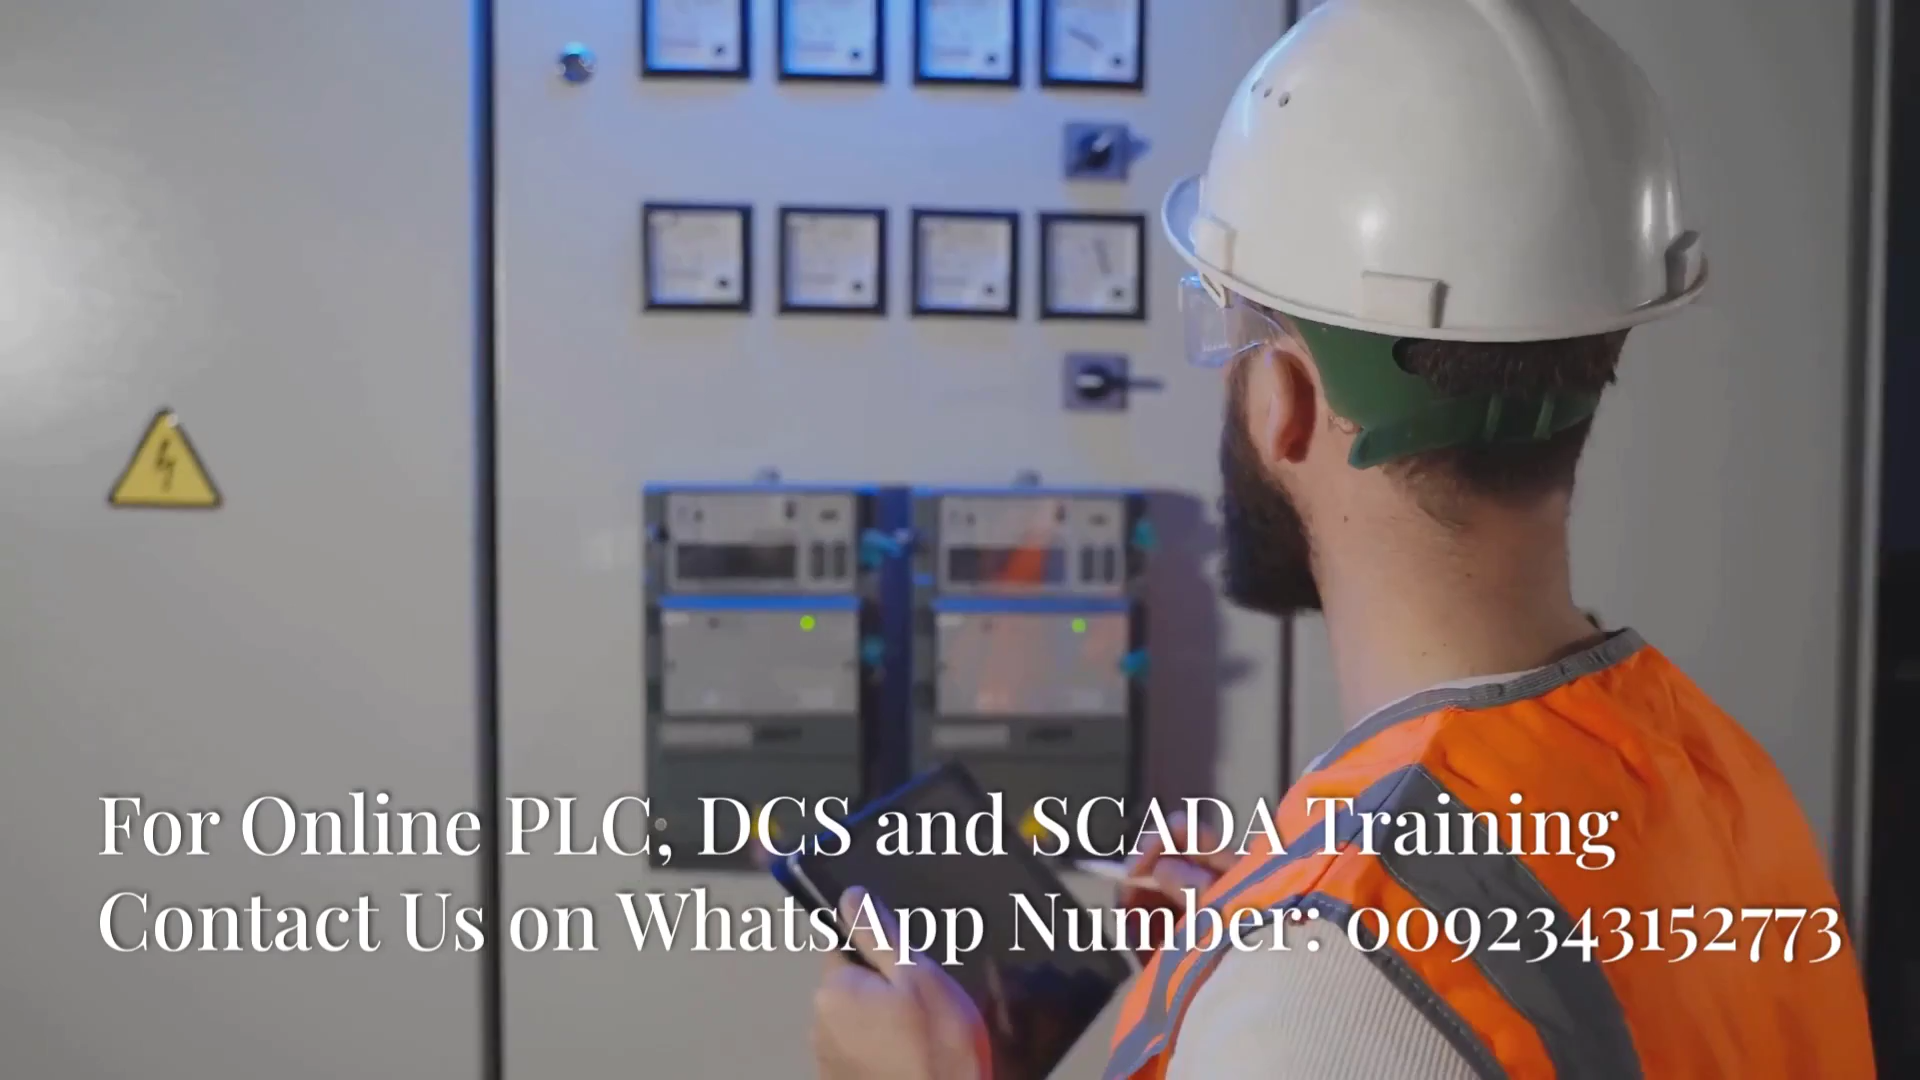 For Online PLC, DCS and SCADA Training
Contact Us on WhatsApp Number: 0092343152773